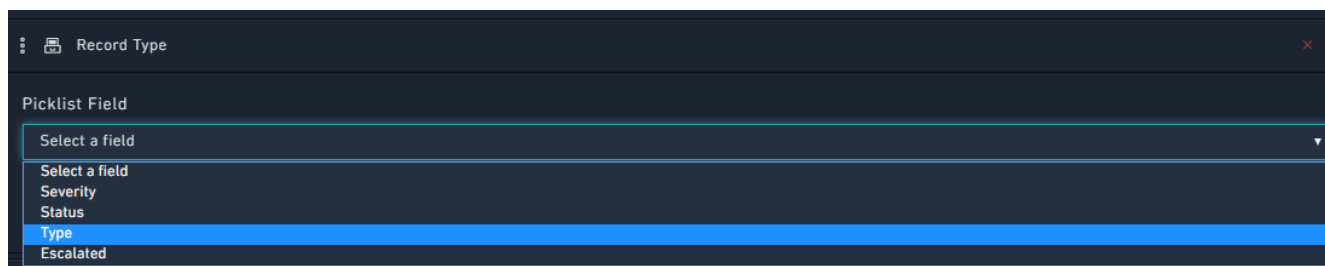 Record Type
Picklist Field
Select a field
Select a field
Severity
Status
Type
Escalated